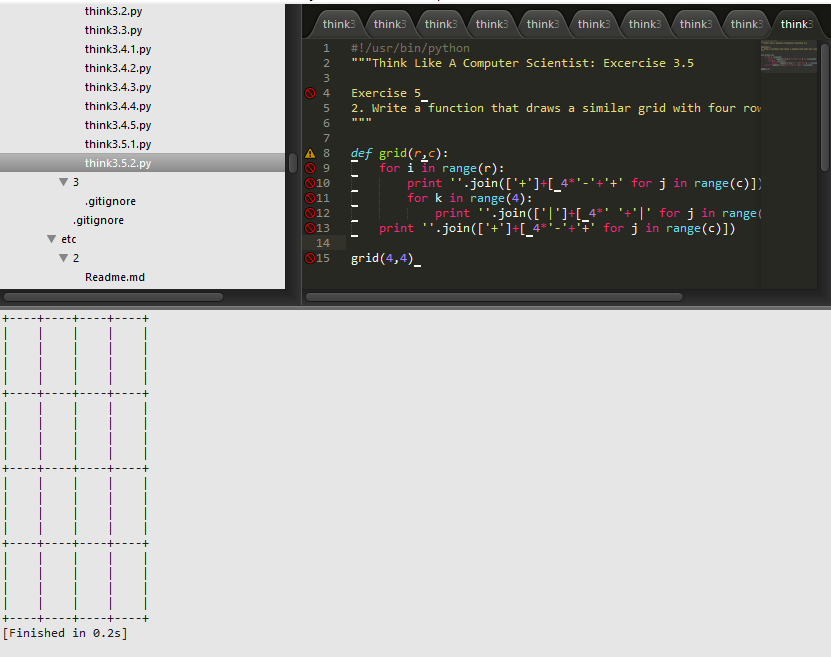 think3.2.py
think3.3.py
think3.4.1.py
think3.4.2.py
think3.4.3.py
think3.4.4.py
think3.4.5.py
think3.5.1.py
think3.5.2.py
3
.gitignore
.gitignore
etc
2
Readme.md
think3 think3 think3 think3 think3 think3 think3 think3 think3 think3
1 #!/usr/bin/python
2 """Think Like A Computer Scientist: Excercise 3.5
3
4 Exercise 5
5 2. Write a function that draws a similar grid with four row
6 """
7
8 def grid(r,c):
9     for i in range(r):
10         print ''.join(['+']+[ 4*'-'+'+' for j in range(c)])
11         for k in range(4):
12             print ''.join(['|']+[ 4*' '+'|' for j in range(
13     print ''.join(['+']+[ 4*'-'+'+' for j in range(c)])
14
15 grid(4,4)
+----+----+----+----+
|    |    |    |    |
|    |    |    |    |
|    |    |    |    |
|    |    |    |    |
+----+----+----+----+
|    |    |    |    |
|    |    |    |    |
|    |    |    |    |
|    |    |    |    |
+----+----+----+----+
|    |    |    |    |
|    |    |    |    |
|    |    |    |    |
|    |    |    |    |
+----+----+----+----+
|    |    |    |    |
|    |    |    |    |
|    |    |    |    |
|    |    |    |    |
+----+----+----+----+
[Finished in 0.2s]